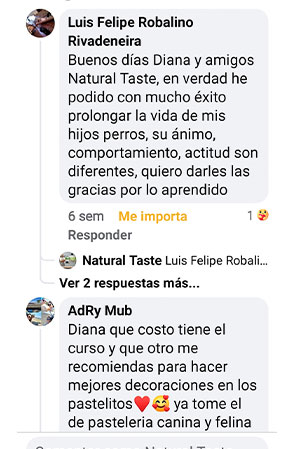 Luis Felipe Robalino
Rivadeneira
Buenos días Diana y amigos
Natural Taste, en verdad he
podido con mucho éxito
prolongar la vida de mis
hijos perros, su ánimo,
comportamiento, actitud son
diferentes, quiero darles las
gracias por lo aprendido
6 sem Me importa 1
Responder
Natural Taste Luis Felipe Robali...
Ver 2 respuestas más...
AdRy Mub
Diana que costo tiene el
curso y que otro me
recomiendas para hacer
mejores decoraciones en los
pastelitos❤️🥰 ya tome el
de pasteleria canina y felina